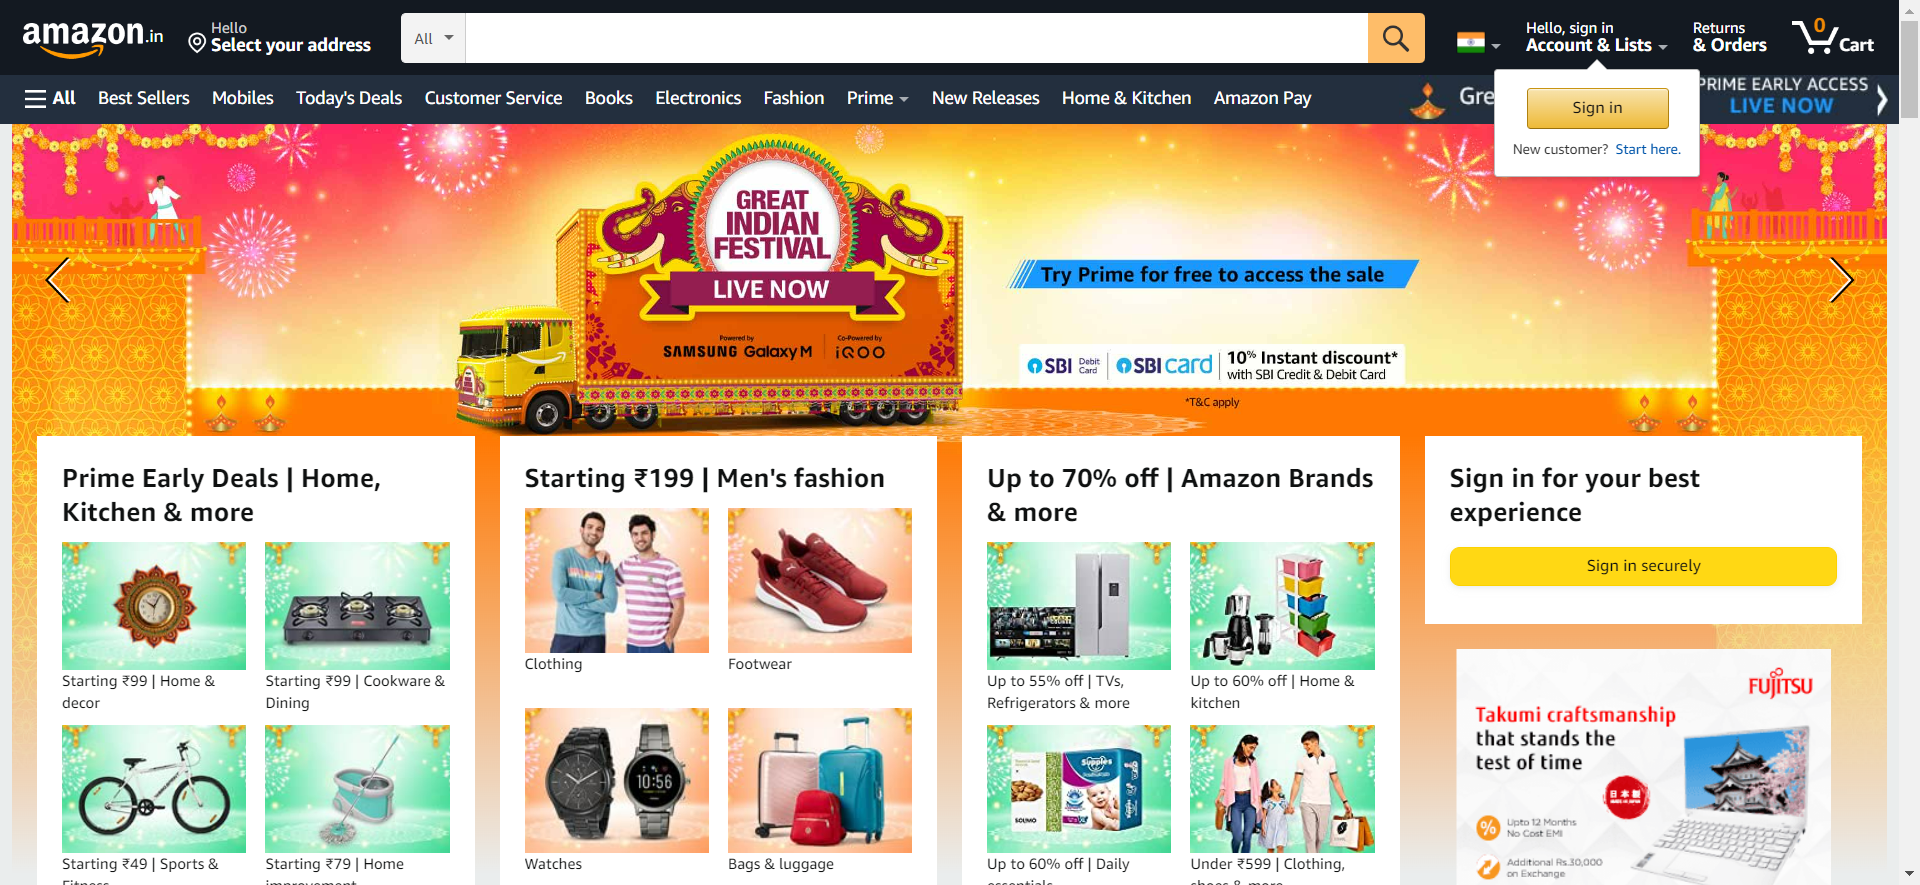 amazon.in
Hello
Select your address
All
Hello, sign in
Account & Lists
Returns
& Orders
0
Cart
All
Best Sellers
Mobiles
Today's Deals
Customer Service
Books
Electronics
Fashion
Prime
New Releases
Home & Kitchen
Amazon Pay
Gre
PRIME EARLY ACCESS
LIVE NOW
Sign in
New customer? Start here.
GREAT
INDIAN
FESTIVAL
LIVE NOW
Powered by
SAMSUNG Galaxy M
Co-Powered by
iQOO
Try Prime for free to access the sale
SBI Debit Card
SBI card
10% Instant discount*
with SBI Credit & Debit Card
*T&C apply
Prime Early Deals | Home,
Kitchen & more
Starting ₹99 | Home &
decor
Starting ₹99 | Cookware &
Dining
Starting ₹49 | Sports &
Fitness
Starting ₹79 | Home
improvement
Starting ₹199 | Men's fashion
Clothing
Footwear
10:56
Watches
Bags & luggage
Up to 70% off | Amazon Brands
& more
Up to 55% off | TVs,
Refrigerators & more
Up to 60% off | Home &
kitchen
SOLIMO
Supples
Up to 60% off | Daily
essentials
Under ₹599 | Clothing,
shoes & more
Sign in for your best
experience
Sign in securely
FUJITSU
Takumi craftsmanship
that stands the
test of time
日本製
Upto 12 Months
No Cost EMI
Additional Rs.30,000
on Exchange